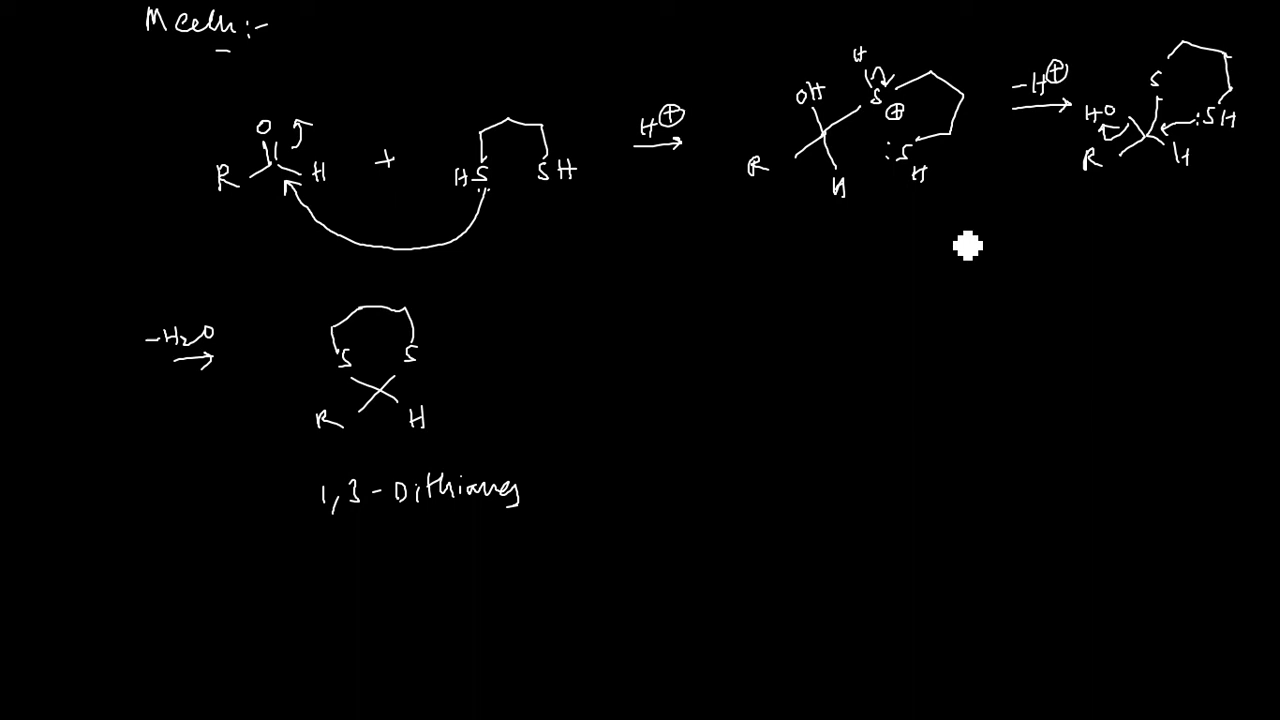 Mech :-
O
R H + HS: SH H⊕ → OH H S⊕ R H :S H -H⊕ → S HO :SH R H
-H₂O →
S S
R H
1,3-Dithianes